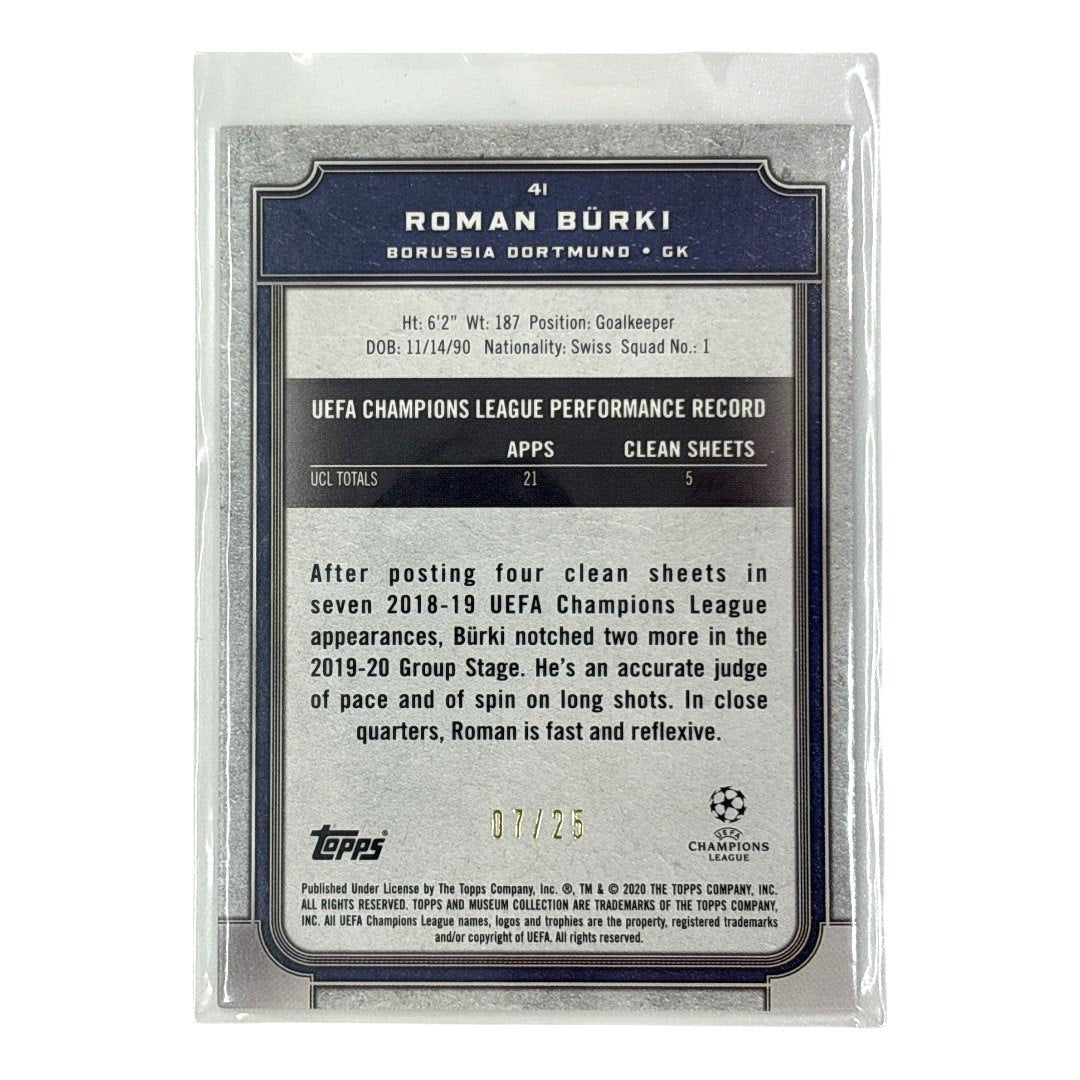 41
ROMAN BÜRKI
BORUSSIA DORTMUND • GK
Ht: 6'2" Wt: 187 Position: Goalkeeper
DOB: 11/14/90 Nationality: Swiss Squad No.: 1
UEFA CHAMPIONS LEAGUE PERFORMANCE RECORD
APPS CLEAN SHEETS
UCL TOTALS 21 5
After posting four clean sheets in
seven 2018-19 UEFA Champions League
appearances, Bürki notched two more in the
2019-20 Group Stage. He's an accurate judge
of pace and of spin on long shots. In close
quarters, Roman is fast and reflexive.
07/25
Topps®
UEFA
CHAMPIONS
LEAGUE
Published Under License by The Topps Company, Inc. ®, TM & © 2020 THE TOPPS COMPANY, INC.
ALL RIGHTS RESERVED. TOPPS AND MUSEUM COLLECTION ARE TRADEMARKS OF THE TOPPS COMPANY,
INC. All UEFA Champions League names, logos and trophies are the property, registered trademarks
and/or copyright of UEFA. All rights reserved.